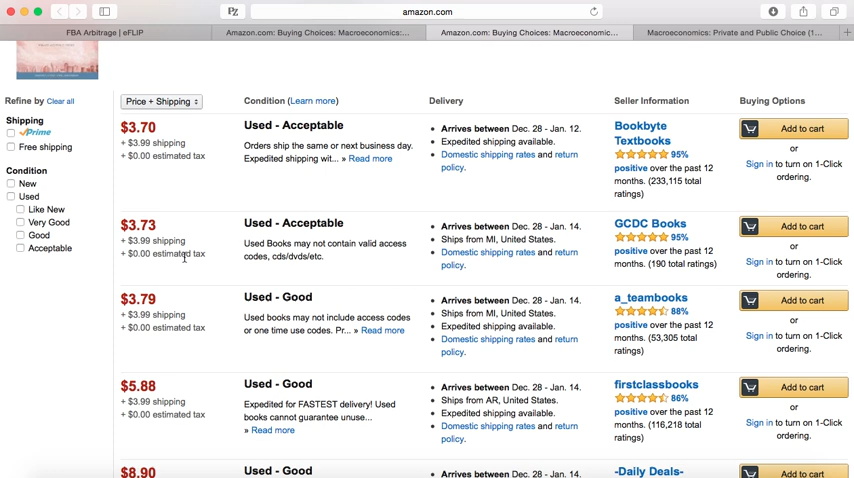 amazon.com
FBA Arbitrage | eFLIP
Amazon.com: Buying Choices: Macroeconomics:...
Amazon.com: Buying Choices: Macroeconomic...
Macroeconomics: Private and Public Choice (1...
Refine by Clear all
Shipping
Prime
Free shipping
Condition
New
Used
Like New
Very Good
Good
Acceptable
Price + Shipping
Condition (Learn more)
Delivery
Seller Information
Buying Options
$3.70
+ $3.99 shipping
+ $0.00 estimated tax
Used - Acceptable
Orders ship the same or next business day.
Expedited shipping wit... » Read more
• Arrives between Dec. 28 - Jan. 12.
• Expedited shipping available.
• Domestic shipping rates and return
policy.
Bookbyte
Textbooks
95%
positive over the past 12
months. (233,115 total
ratings)
Add to cart
or
Sign in to turn on 1-Click
ordering.
$3.73
+ $3.99 shipping
+ $0.00 estimated tax
Used - Acceptable
Used Books may not contain valid access
codes, cds/dvds/etc.
• Arrives between Dec. 28 - Jan. 14.
• Ships from MI, United States.
• Domestic shipping rates and return
policy.
GCDC Books
95%
positive over the past 12
months. (190 total ratings)
Add to cart
or
Sign in to turn on 1-Click
ordering.
$3.79
+ $3.99 shipping
+ $0.00 estimated tax
Used - Good
Used books may not include access codes
or one time use codes. Pr... » Read more
• Arrives between Dec. 28 - Jan. 14.
• Ships from MI, United States.
• Expedited shipping available.
• Domestic shipping rates and return
policy.
a_teambooks
88%
positive over the past 12
months. (53,305 total
ratings)
Add to cart
or
Sign in to turn on 1-Click
ordering.
$5.88
+ $3.99 shipping
+ $0.00 estimated tax
Used - Good
Expedited for FASTEST delivery! Used
books cannot guarantee unuse...
» Read more
• Arrives between Dec. 28 - Jan. 14.
• Ships from AR, United States.
• Expedited shipping available.
• Domestic shipping rates and return
policy.
firstclassbooks
86%
positive over the past 12
months. (116,218 total
ratings)
Add to cart
or
Sign in to turn on 1-Click
ordering.
$8.90
Used - Good
• Arrives between Dec. 28 - Jan. 14.
-Daily Deals-
Add to cart